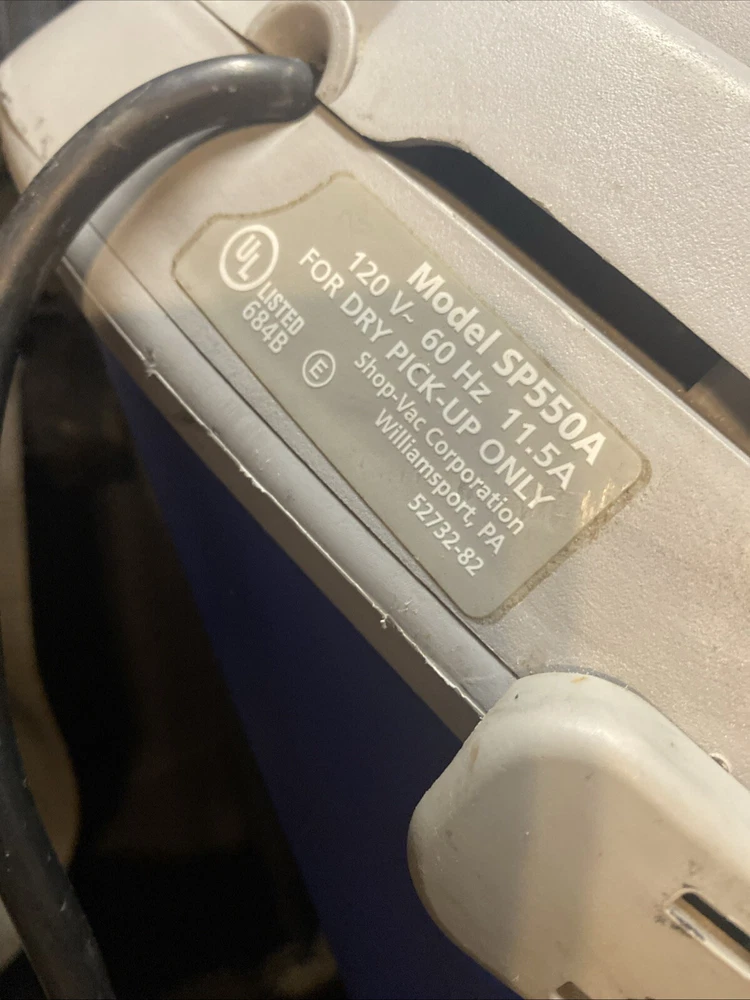 Model SP550A
120 V~ 60 Hz 11.5A
FOR DRY PICK-UP ONLY
Shop-Vac Corporation
Williamsport, PA
52732-82
UL
LISTED
684B
E